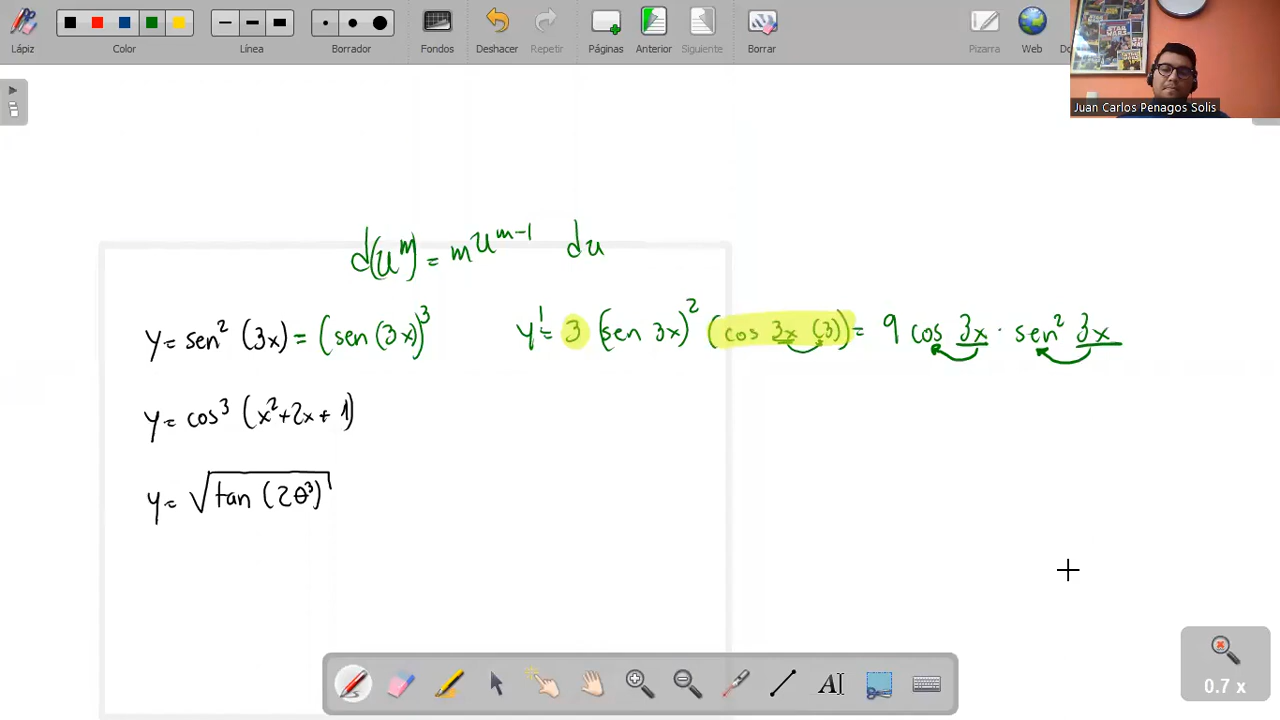 Lápiz Color Línea Borrador Fondos Deshacer Repetir Páginas Anterior Siguiente Borrar Pizarra Web
Juan Carlos Penagos Solis
d(u^m) = m u^{m-1} du
y = sen² (3x) = (sen (3x)^3 y' = 3 (sen 3x)² (cos 3x (3)) = 9 cos 3x · sen² 3x
y = cos³ (x²+2x+1)
y = √tan (2θ³)
AI
0.7 x